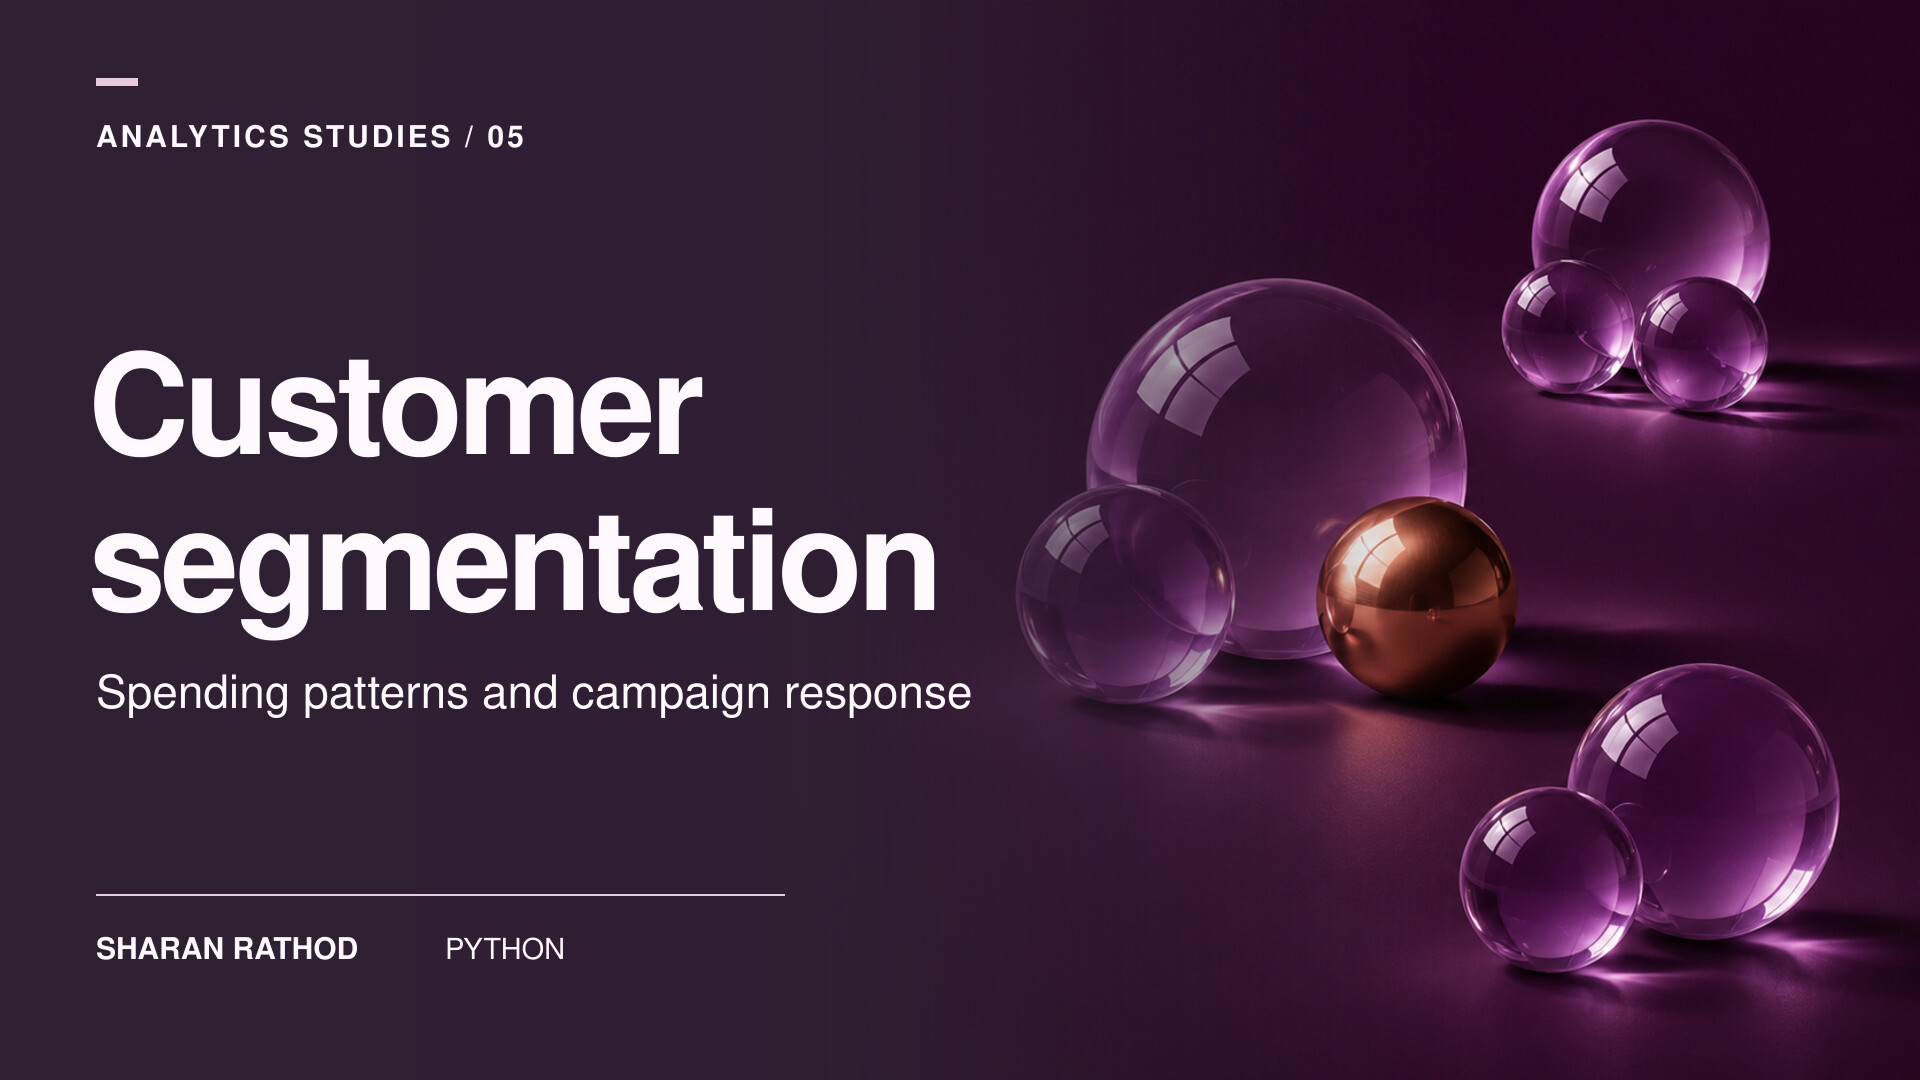 ANALYTICS STUDIES / 05
Customer
segmentation
Spending patterns and campaign response
SHARAN RATHOD PYTHON